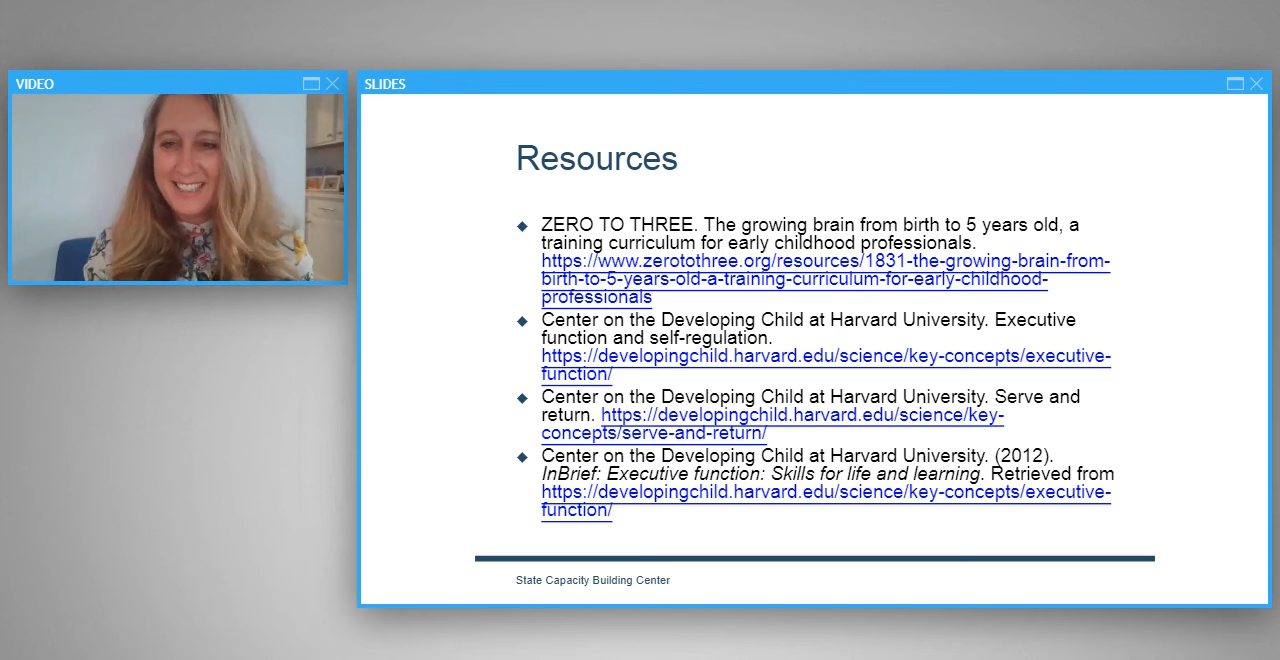 VIDEO
SLIDES
Resources
ZERO TO THREE. The growing brain from birth to 5 years old, a
training curriculum for early childhood professionals.
https://www.zerotothree.org/resources/1831-the-growing-brain-from-
birth-to-5-years-old-a-training-curriculum-for-early-childhood-
professionals
Center on the Developing Child at Harvard University. Executive
function and self-regulation.
https://developingchild.harvard.edu/science/key-concepts/executive-
function/
Center on the Developing Child at Harvard University. Serve and
return. https://developingchild.harvard.edu/science/key-
concepts/serve-and-return/
Center on the Developing Child at Harvard University. (2012).
InBrief: Executive function: Skills for life and learning. Retrieved from
https://developingchild.harvard.edu/science/key-concepts/executive-
function/
State Capacity Building Center